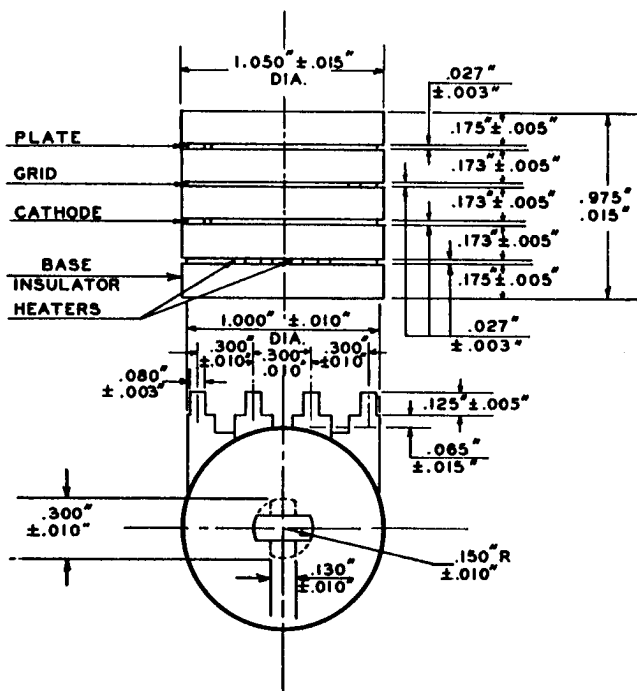 1.050" ± .015"
DIA.
.027"
± .003"
.175" ± .005"
PLATE
.173" ± .005"
GRID
.173" ± .005"
.975"
.015"
CATHODE
.173" ± .005"
BASE
INSULATOR
.175" ± .005"
HEATERS
1.000" ± .010"
DIA.
.027"
± .003"
.300"
± .010"
.300"
.010"
.300"
± .010"
.080"
± .003"
.125" ± .005"
.065"
± .015"
.300"
± .010"
.130"
± .010"
.150" R
± .010"